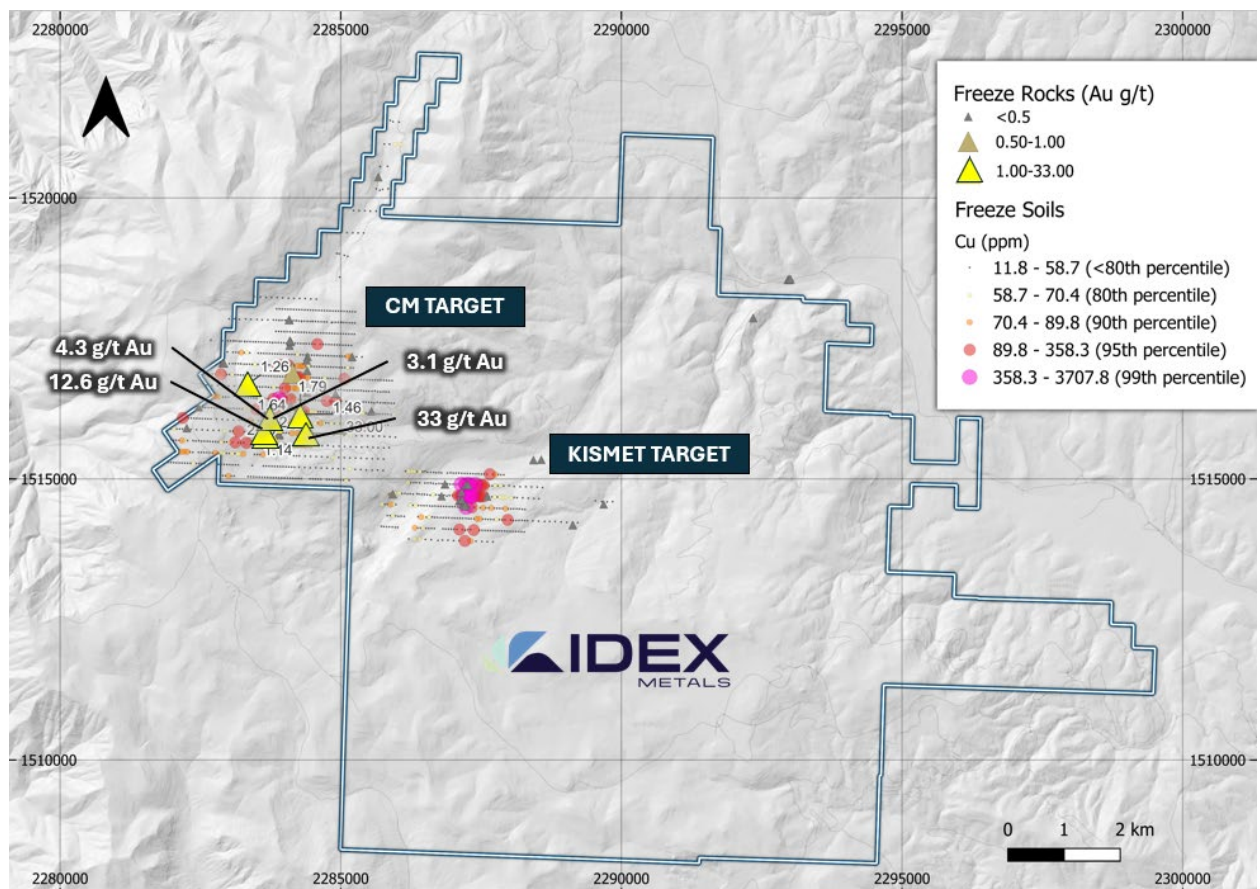 2280000
2285000
2290000
2295000
2300000
Freeze Rocks (Au g/t)
<0.5
0.50-1.00
1.00-33.00
Freeze Soils
Cu (ppm)
11.8 - 58.7 (<80th percentile)
58.7 - 70.4 (80th percentile)
70.4 - 89.8 (90th percentile)
89.8 - 358.3 (95th percentile)
358.3 - 3707.8 (99th percentile)
1520000
1520000
CM TARGET
4.3 g/t Au
3.1 g/t Au
12.6 g/t Au
33 g/t Au
1.26
1.79
1.64
1.46
33.00
1.14
KISMET TARGET
1515000
1515000
IDEX
METALS
1510000
1510000
0 1 2 km
2280000
2285000
2290000
2295000
2300000